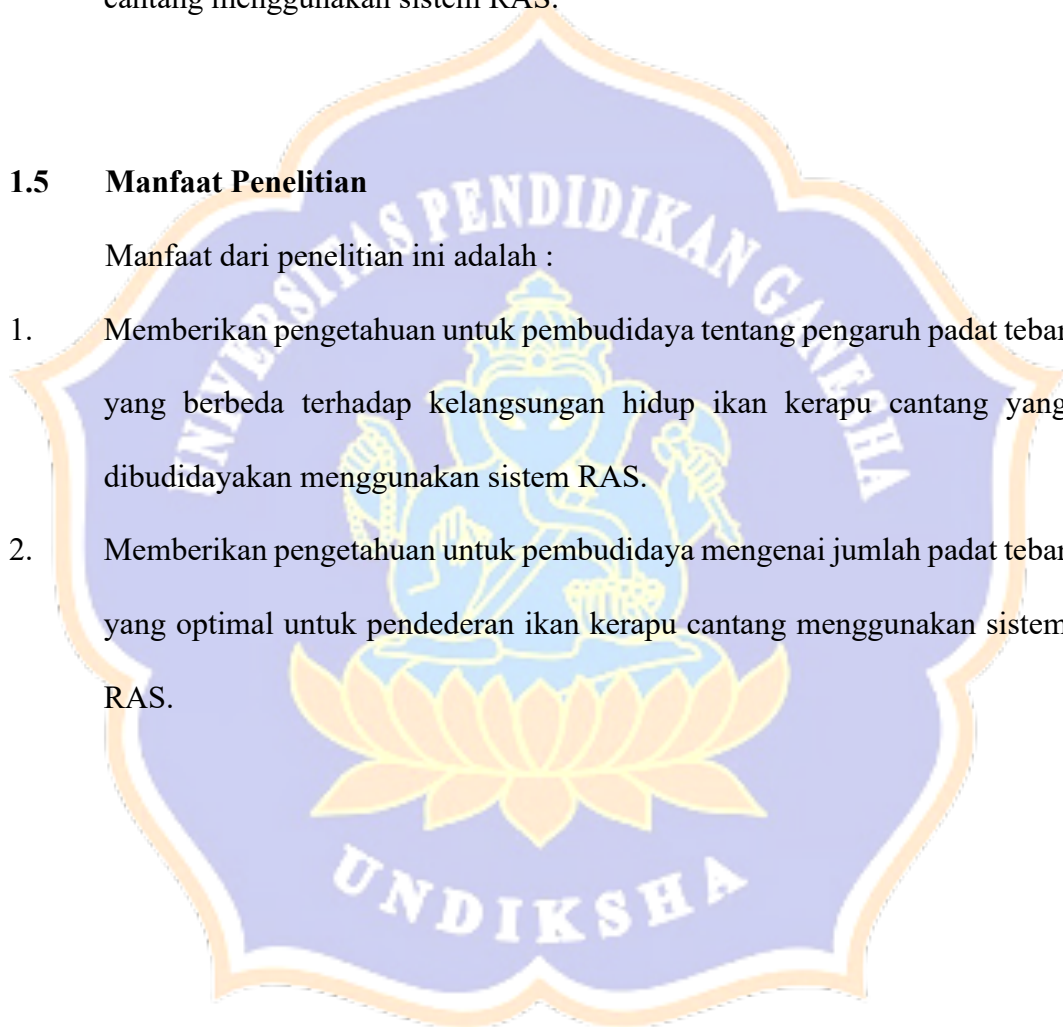 cantang menggunakan sistem RAS.
1.5 Manfaat Penelitian
Manfaat dari penelitian ini adalah :
1. Memberikan pengetahuan untuk pembudidaya tentang pengaruh padat tebar
yang berbeda terhadap kelangsungan hidup ikan kerapu cantang yang
dibudidayakan menggunakan sistem RAS.
2. Memberikan pengetahuan untuk pembudidaya mengenai jumlah padat tebar
yang optimal untuk pendederan ikan kerapu cantang menggunakan sistem
RAS.
UNIVERSITAS PENDIDIKAN GANESHA
UNDIKSHA